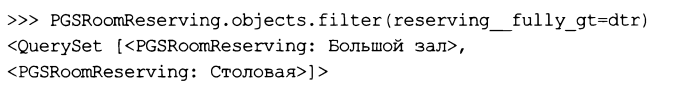 >>> PGSRoomReserving.objects.filter(reserving__fully_gt=dtr)
<QuerySet [<PGSRoomReserving: Большой зал>,
<PGSRoomReserving: Столовая>]>